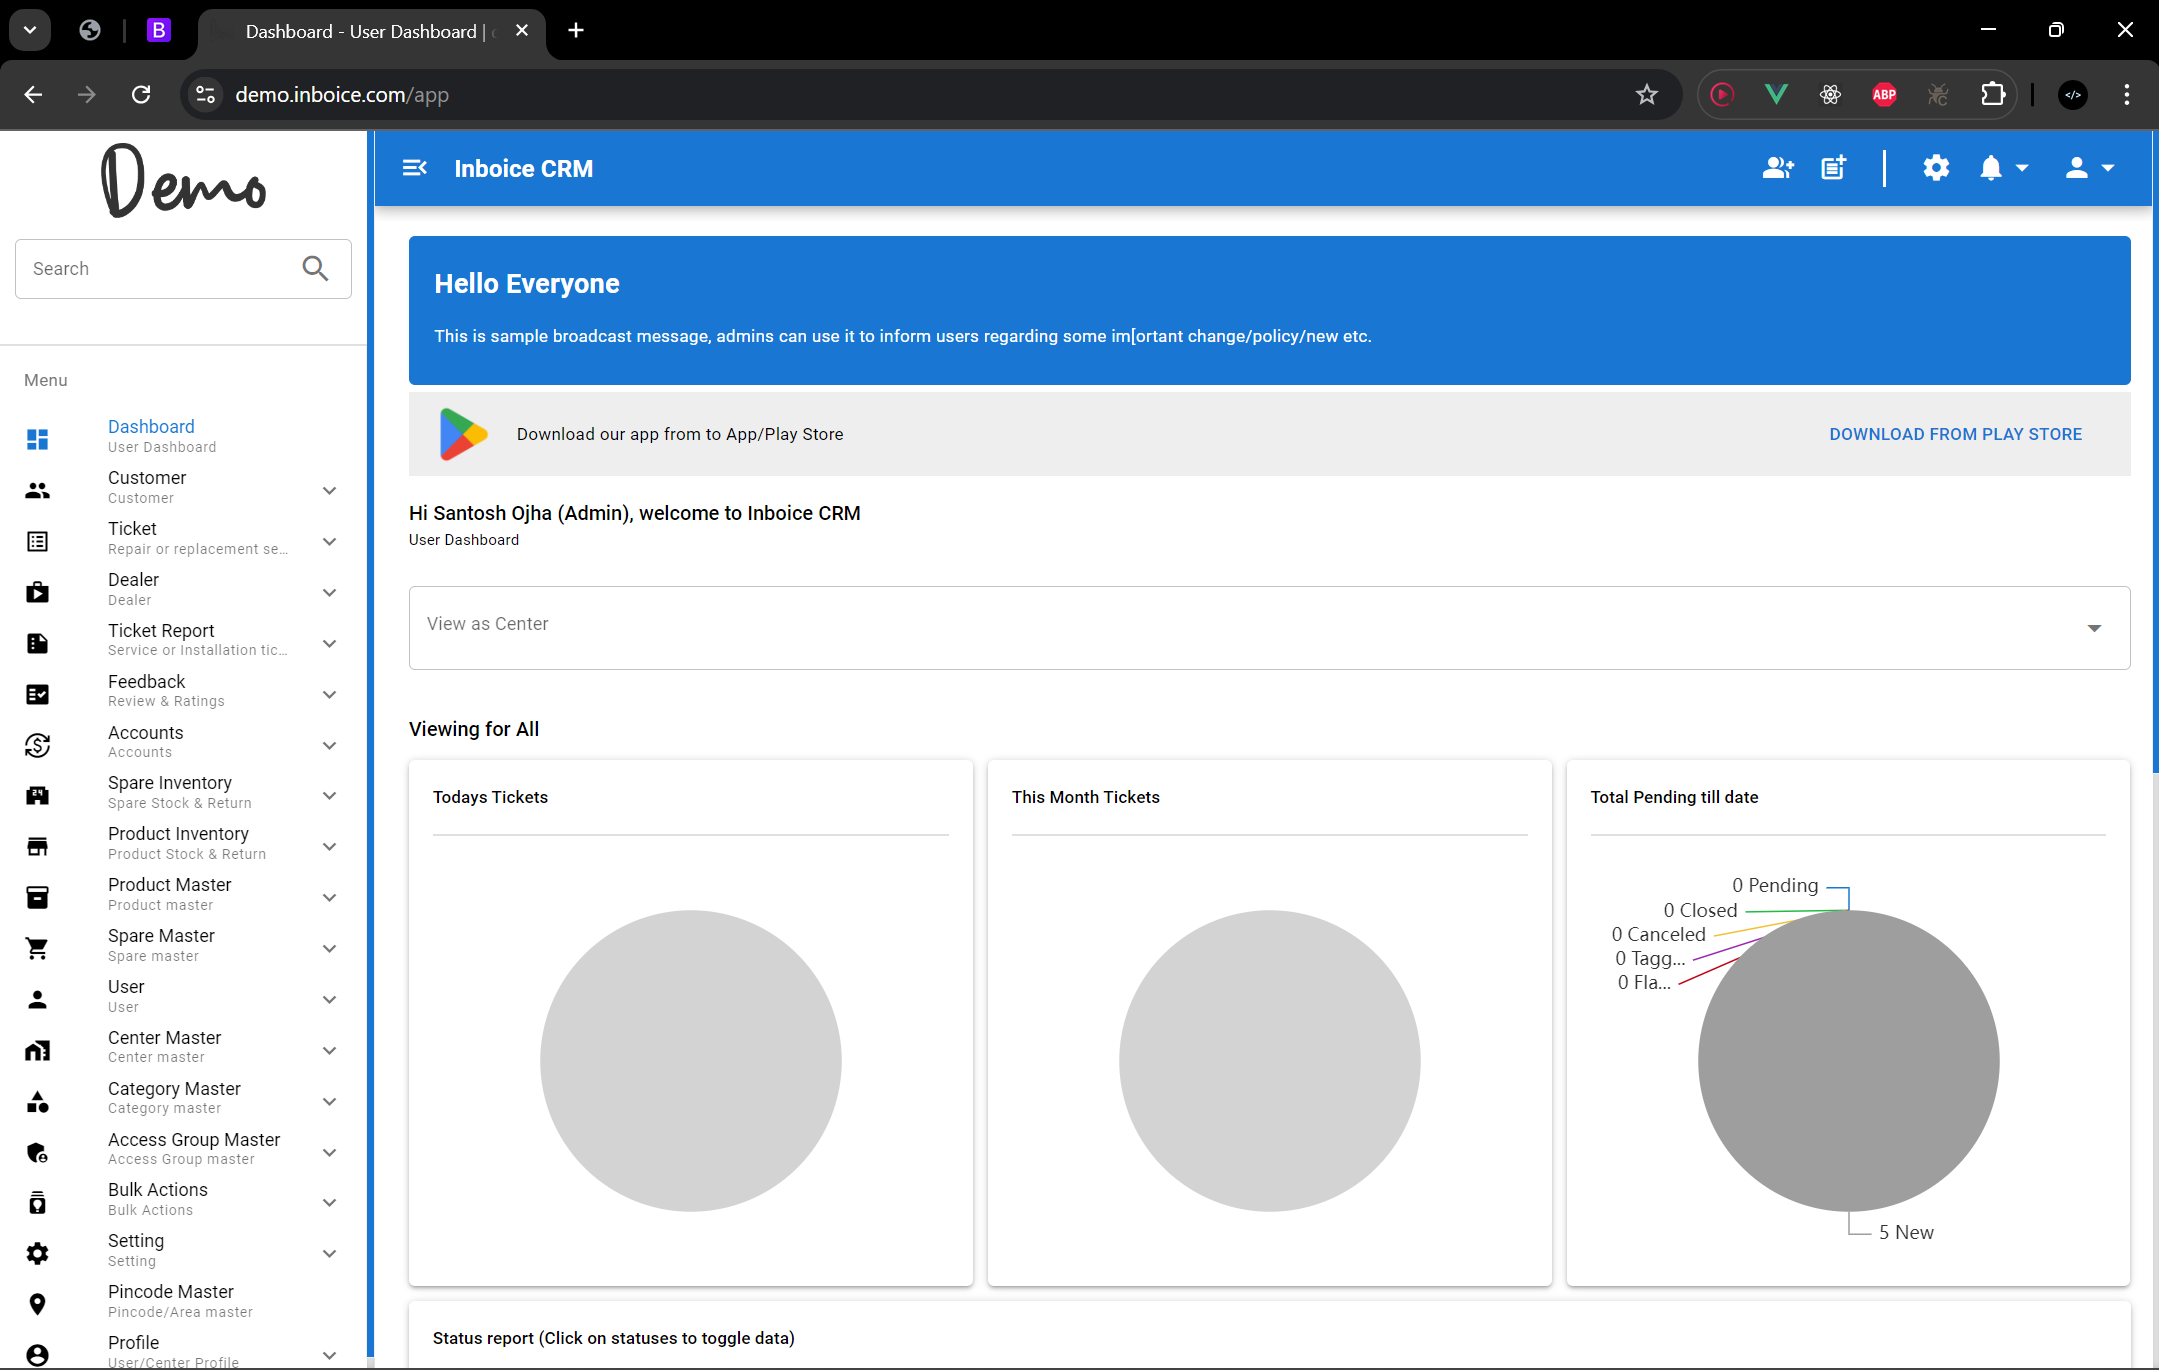 Dashboard - User Dashboard |
demo.inboice.com/app
ABP
Demo
Inboice CRM
Search
Hello Everyone
This is sample broadcast message, admins can use it to inform users regarding some im[ortant change/policy/new etc.
Download our app from to App/Play Store
DOWNLOAD FROM PLAY STORE
Hi Santosh Ojha (Admin), welcome to Inboice CRM
User Dashboard
View as Center
Viewing for All
Menu
Dashboard
User Dashboard
Customer
Customer
Ticket
Repair or replacement se...
Dealer
Dealer
Ticket Report
Service or Installation tic...
Feedback
Review & Ratings
Accounts
Accounts
Spare Inventory
Spare Stock & Return
Product Inventory
Product Stock & Return
Product Master
Product master
Spare Master
Spare master
User
User
Center Master
Center master
Category Master
Category master
Access Group Master
Access Group master
Bulk Actions
Bulk Actions
Setting
Setting
Pincode Master
Pincode/Area master
Profile
User/Center Profile
Todays Tickets
This Month Tickets
Total Pending till date
0 Pending
0 Closed
0 Canceled
0 Tagg...
0 Fla...
5 New
Status report (Click on statuses to toggle data)